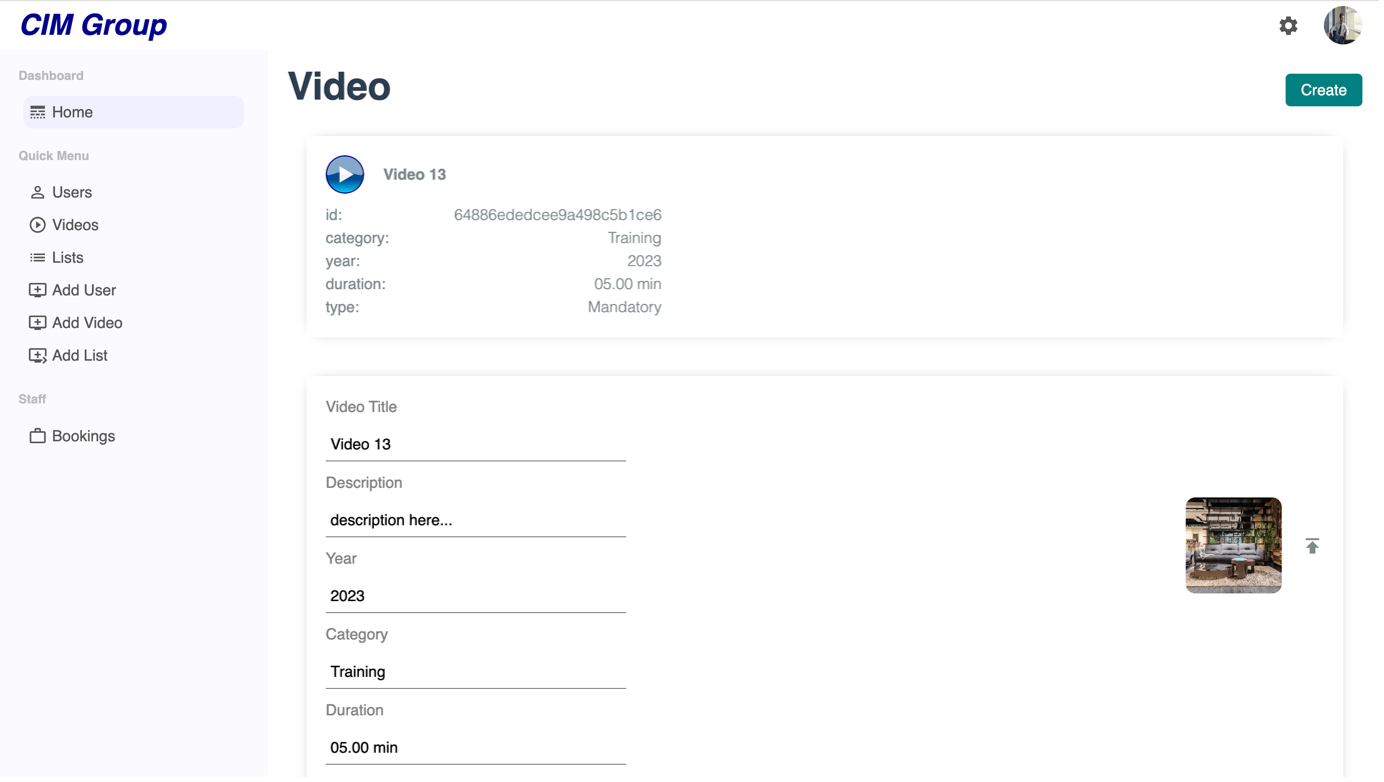 CIM Group
Dashboard
Home
Quick Menu
Users
Videos
Lists
Add User
Add Video
Add List
Staff
Bookings
Video
Create
Video 13
id: 64886ededcee9a498c5b1ce6
category: Training
year: 2023
duration: 05.00 min
type: Mandatory
Video Title
Video 13
Description
description here...
Year
2023
Category
Training
Duration
05.00 min